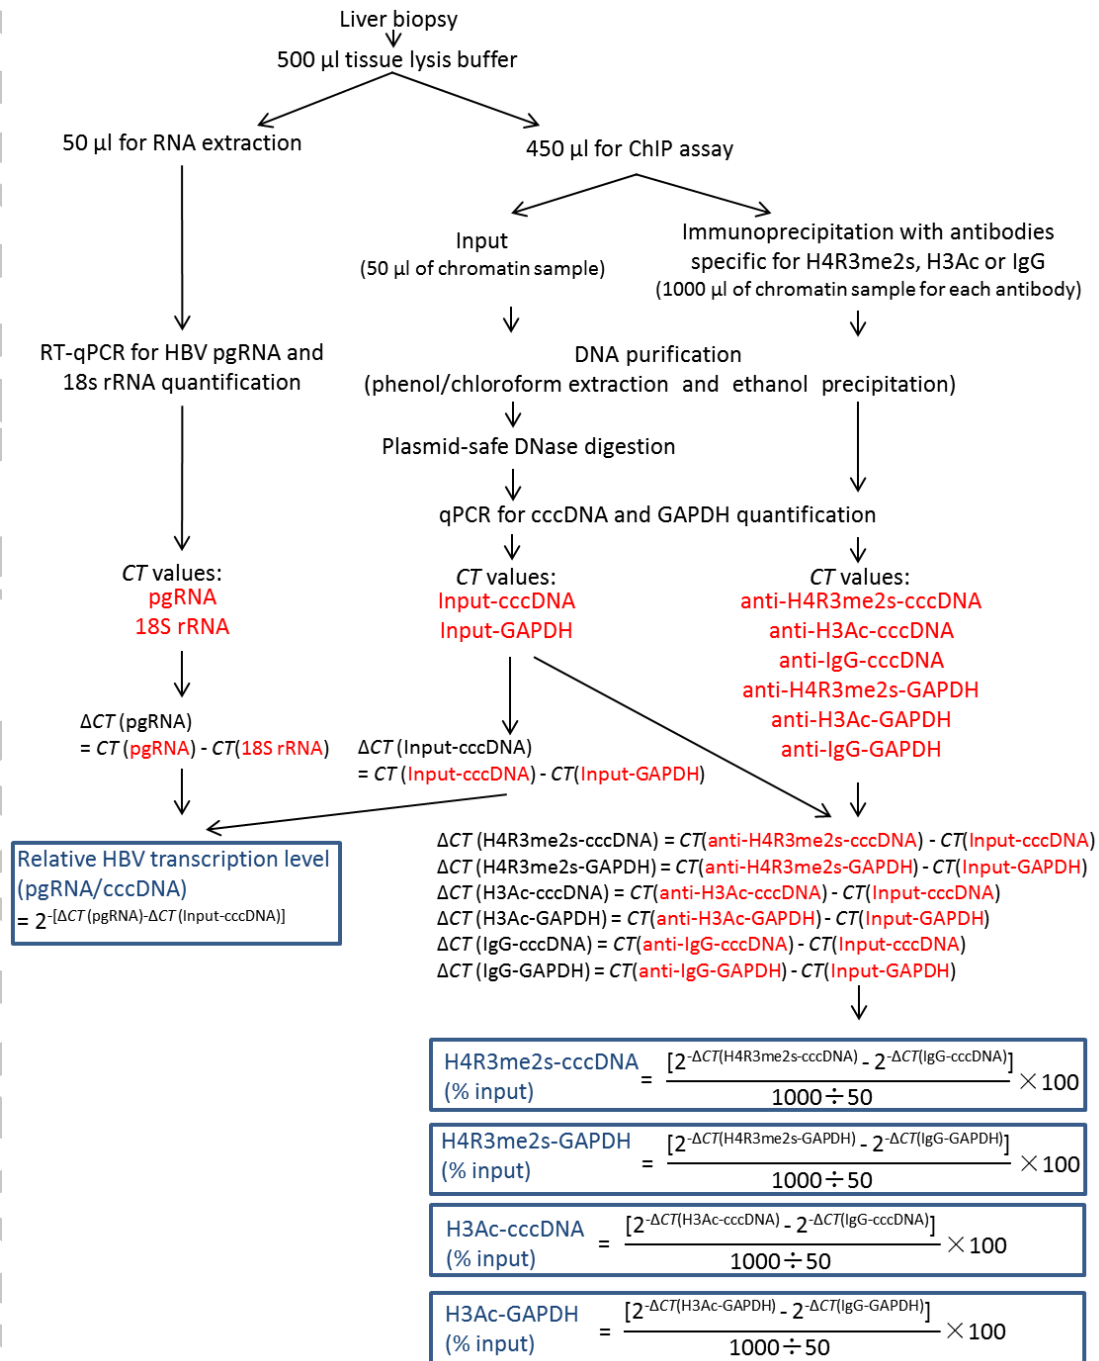 Liver biopsy
500 µl tissue lysis buffer
50 µl for RNA extraction
450 µl for ChIP assay
Input
(50 µl of chromatin sample)
Immunoprecipitation with antibodies
specific for H4R3me2s, H3Ac or IgG
(1000 µl of chromatin sample for each antibody)
RT-qPCR for HBV pgRNA and
18s rRNA quantification
DNA purification
(phenol/chloroform extraction and ethanol precipitation)
Plasmid-safe DNase digestion
qPCR for cccDNA and GAPDH quantification
CT values:
pgRNA
18S rRNA
CT values:
Input-cccDNA
Input-GAPDH
CT values:
anti-H4R3me2s-cccDNA
anti-H3Ac-cccDNA
anti-IgG-cccDNA
anti-H4R3me2s-GAPDH
anti-H3Ac-GAPDH
anti-IgG-GAPDH
ΔCT (pgRNA)
= CT (pgRNA) - CT(18S rRNA)
ΔCT (Input-cccDNA)
= CT (Input-cccDNA) - CT(Input-GAPDH)
Relative HBV transcription level
(pgRNA/cccDNA)
= 2^-[ΔCT (pgRNA)-ΔCT (Input-cccDNA)]
ΔCT (H4R3me2s-cccDNA) = CT(anti-H4R3me2s-cccDNA) - CT(Input-cccDNA)
ΔCT (H4R3me2s-GAPDH) = CT(anti-H4R3me2s-GAPDH) - CT(Input-GAPDH)
ΔCT (H3Ac-cccDNA) = CT(anti-H3Ac-cccDNA) - CT(Input-cccDNA)
ΔCT (H3Ac-GAPDH) = CT(anti-H3Ac-GAPDH) - CT(Input-GAPDH)
ΔCT (IgG-cccDNA) = CT(anti-IgG-cccDNA) - CT(Input-cccDNA)
ΔCT (IgG-GAPDH) = CT(anti-IgG-GAPDH) - CT(Input-GAPDH)
H4R3me2s-cccDNA
(% input)
= [2^-ΔCT(H4R3me2s-cccDNA) - 2^-ΔCT(IgG-cccDNA)]
1000÷50
×100
H4R3me2s-GAPDH
(% input)
= [2^-ΔCT(H4R3me2s-GAPDH) - 2^-ΔCT(IgG-GAPDH)]
1000÷50
×100
H3Ac-cccDNA
(% input)
= [2^-ΔCT(H3Ac-cccDNA) - 2^-ΔCT(IgG-cccDNA)]
1000÷50
×100
H3Ac-GAPDH
(% input)
= [2^-ΔCT(H3Ac-GAPDH) - 2^-ΔCT(IgG-GAPDH)]
1000÷50
×100